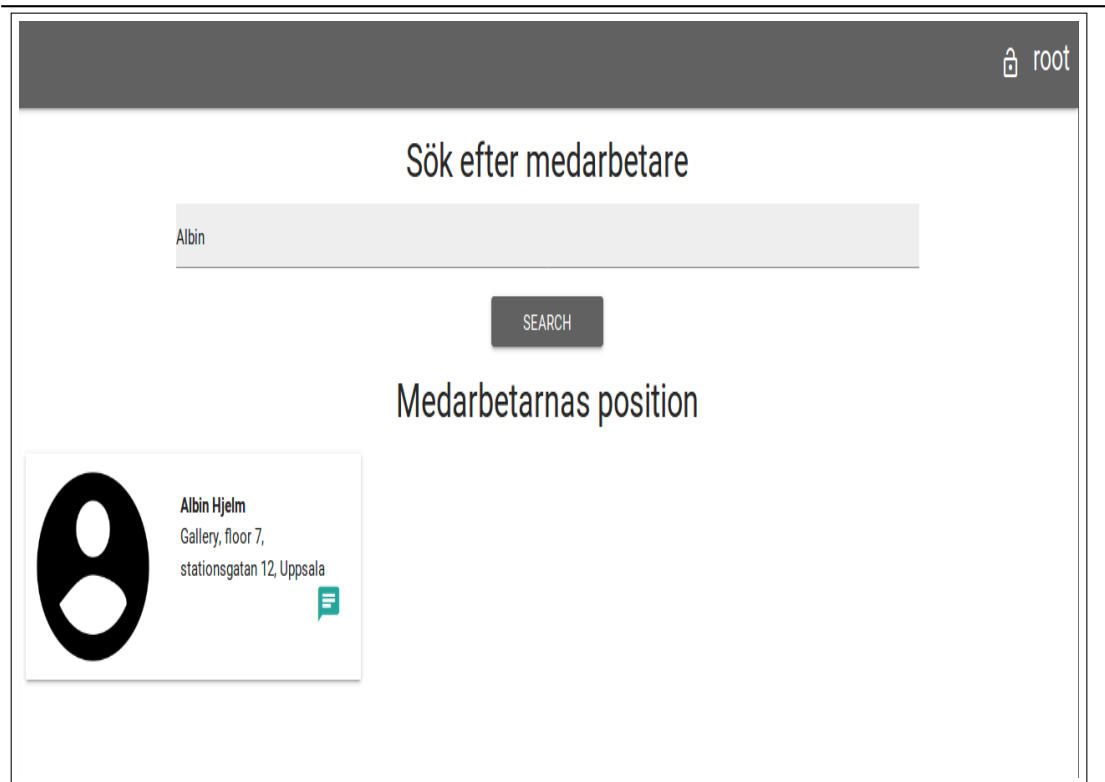 root
Sök efter medarbetare
Albin
SEARCH
Medarbetarnas position
Albin Hjelm
Gallery, floor 7,
stationsgatan 12, Uppsala